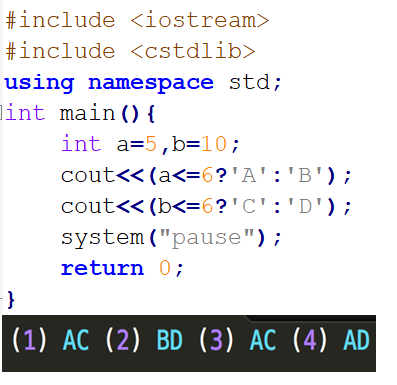 #include <iostream>
#include <cstdlib>
using namespace std;
int main(){
    int a=5,b=10;
    cout<<(a<=6?'A':'B');
    cout<<(b<=6?'C':'D');
    system("pause");
    return 0;
}
(1) AC (2) BD (3) AC (4) AD